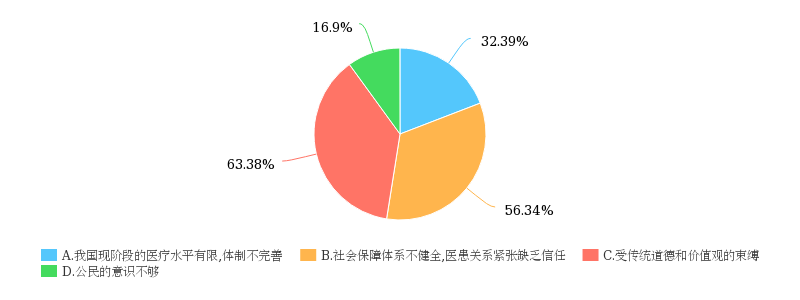 16.9%
32.39%
63.38%
56.34%
A.我国现阶段的医疗水平有限,体制不完善
B.社会保障体系不健全,医患关系紧张缺乏信任
C.受传统道德和价值观的束缚
D.公民的意识不够